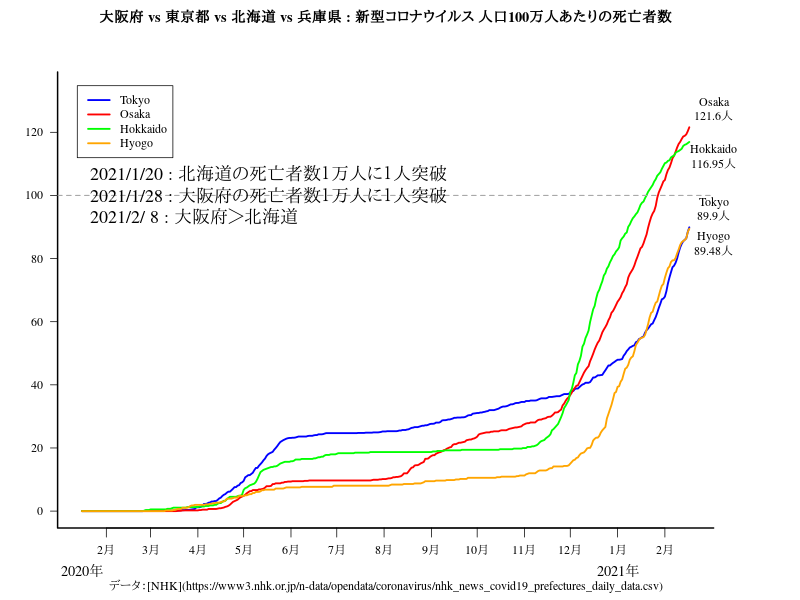 大阪府 vs 東京都 vs 北海道 vs 兵庫県 : 新型コロナウイルス 人口100万人あたりの死亡者数
Tokyo
Osaka
Hokkaido
Hyogo
2021/1/20 : 北海道の死亡者数1万人に1人突破
2021/1/28 : 大阪府の死亡者数1万人に1人突破
2021/2/ 8 : 大阪府＞北海道
Osaka
121.6人
Hokkaido
116.95人
Tokyo
89.9人
Hyogo
89.48人
120
100
80
60
40
20
0
2月 3月 4月 5月 6月 7月 8月 9月 10月 11月 12月 1月 2月
2020年 2021年
データ：[NHK](https://www3.nhk.or.jp/n-data/opendata/coronavirus/nhk_news_covid19_prefectures_daily_data.csv)